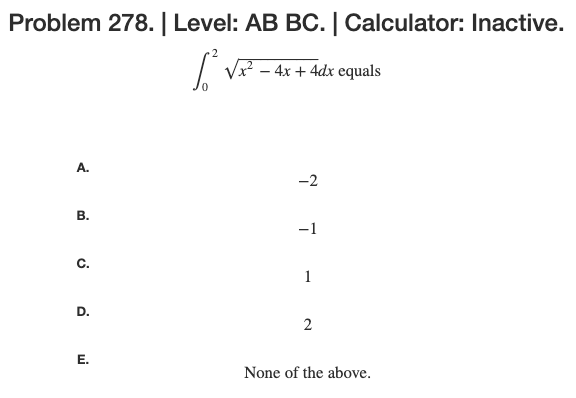 Problem 278. | Level: AB BC. | Calculator: Inactive.
∫₀² √(x² − 4x + 4)dx equals
A.
−2
B.
−1
C.
1
D.
2
E.
None of the above.